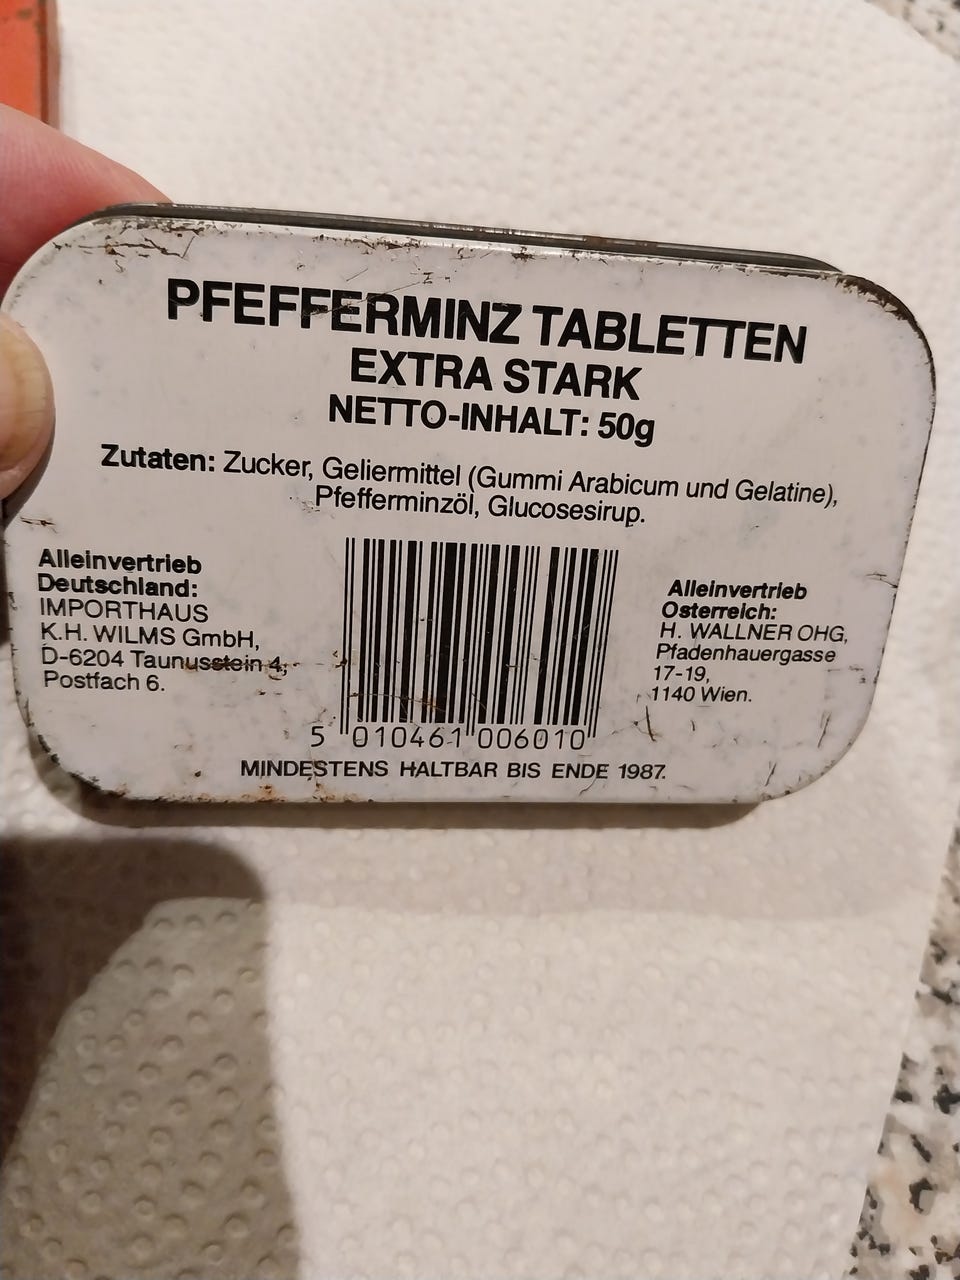 PFEFFERMINZ TABLETTEN
EXTRA STARK
NETTO-INHALT: 50g
Zutaten: Zucker, Geliermittel (Gummi Arabicum und Gelatine),
Pfefferminzöl, Glucosesirup.
Alleinvertrieb
Deutschland:
IMPORTHAUS
K.H. WILMS GmbH,
D-6204 Taunusstein 4,
Postfach 6.
Alleinvertrieb
Osterreich:
H. WALLNER OHG,
Pfadenhauergasse
17-19,
1140 Wien.
5 010461 006010
MINDESTENS HALTBAR BIS ENDE 1987.